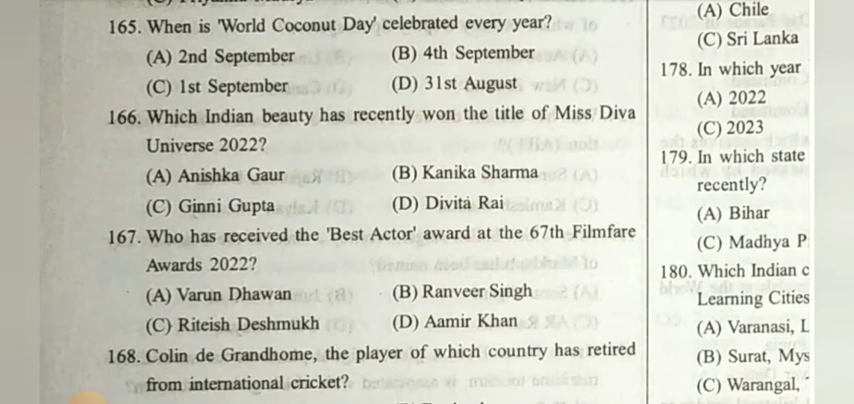 165. When is 'World Coconut Day' celebrated every year?
(A) 2nd September (B) 4th September
(C) 1st September (D) 31st August
166. Which Indian beauty has recently won the title of Miss Diva
Universe 2022?
(A) Anishka Gaur (B) Kanika Sharma
(C) Ginni Gupta (D) Divita Rai
167. Who has received the 'Best Actor' award at the 67th Filmfare
Awards 2022?
(A) Varun Dhawan (B) Ranveer Singh
(C) Riteish Deshmukh (D) Aamir Khan
168. Colin de Grandhome, the player of which country has retired
from international cricket?
(A) Chile
(C) Sri Lanka
178. In which year
(A) 2022
(C) 2023
179. In which state
recently?
(A) Bihar
(C) Madhya P
180. Which Indian c
Learning Cities
(A) Varanasi, L
(B) Surat, Mys
(C) Warangal,